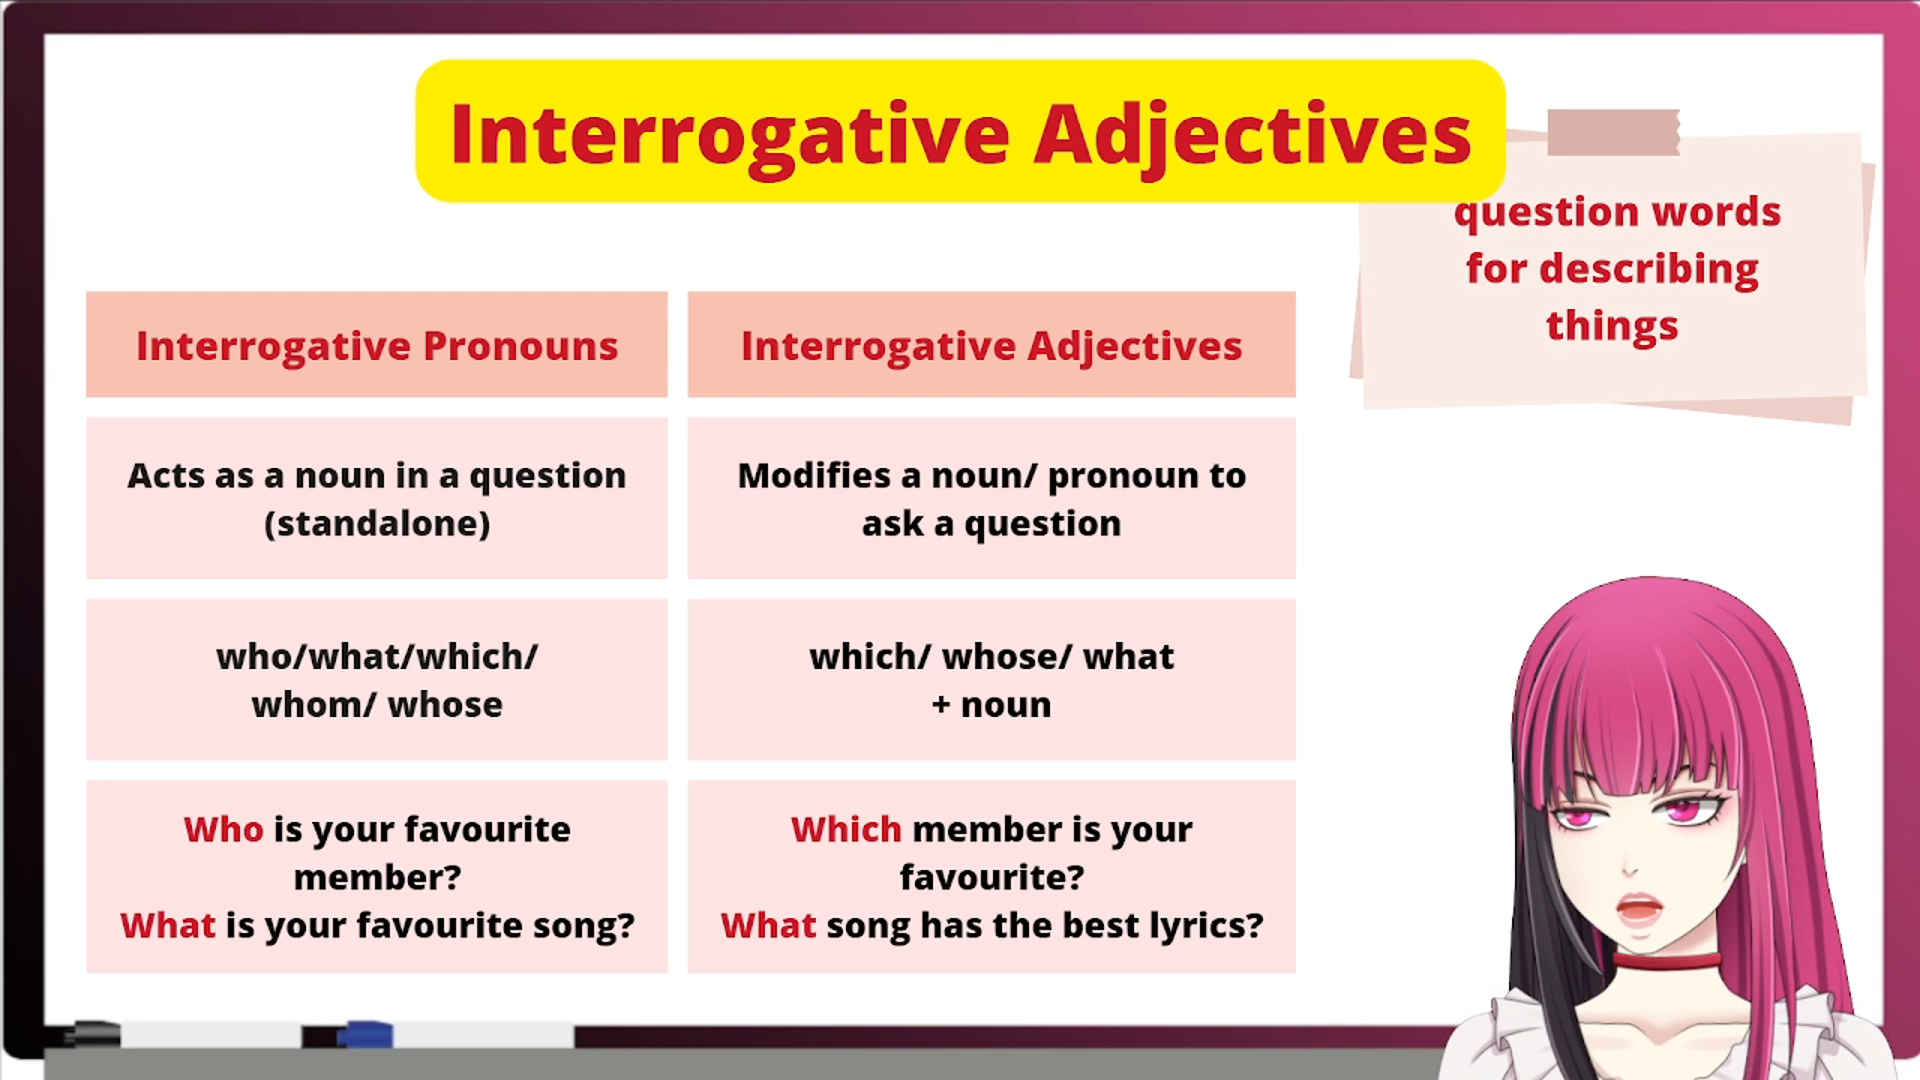 Interrogative Adjectives
question words
for describing
things
Interrogative Pronouns
Interrogative Adjectives
Acts as a noun in a question
(standalone)
Modifies a noun/ pronoun to
ask a question
who/what/which/
whom/ whose
which/ whose/ what
+ noun
Who is your favourite
member?
What is your favourite song?
Which member is your
favourite?
What song has the best lyrics?